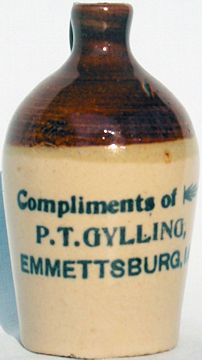 Compliments of
P.T. GYLLING,
EMMETTSBURG, I